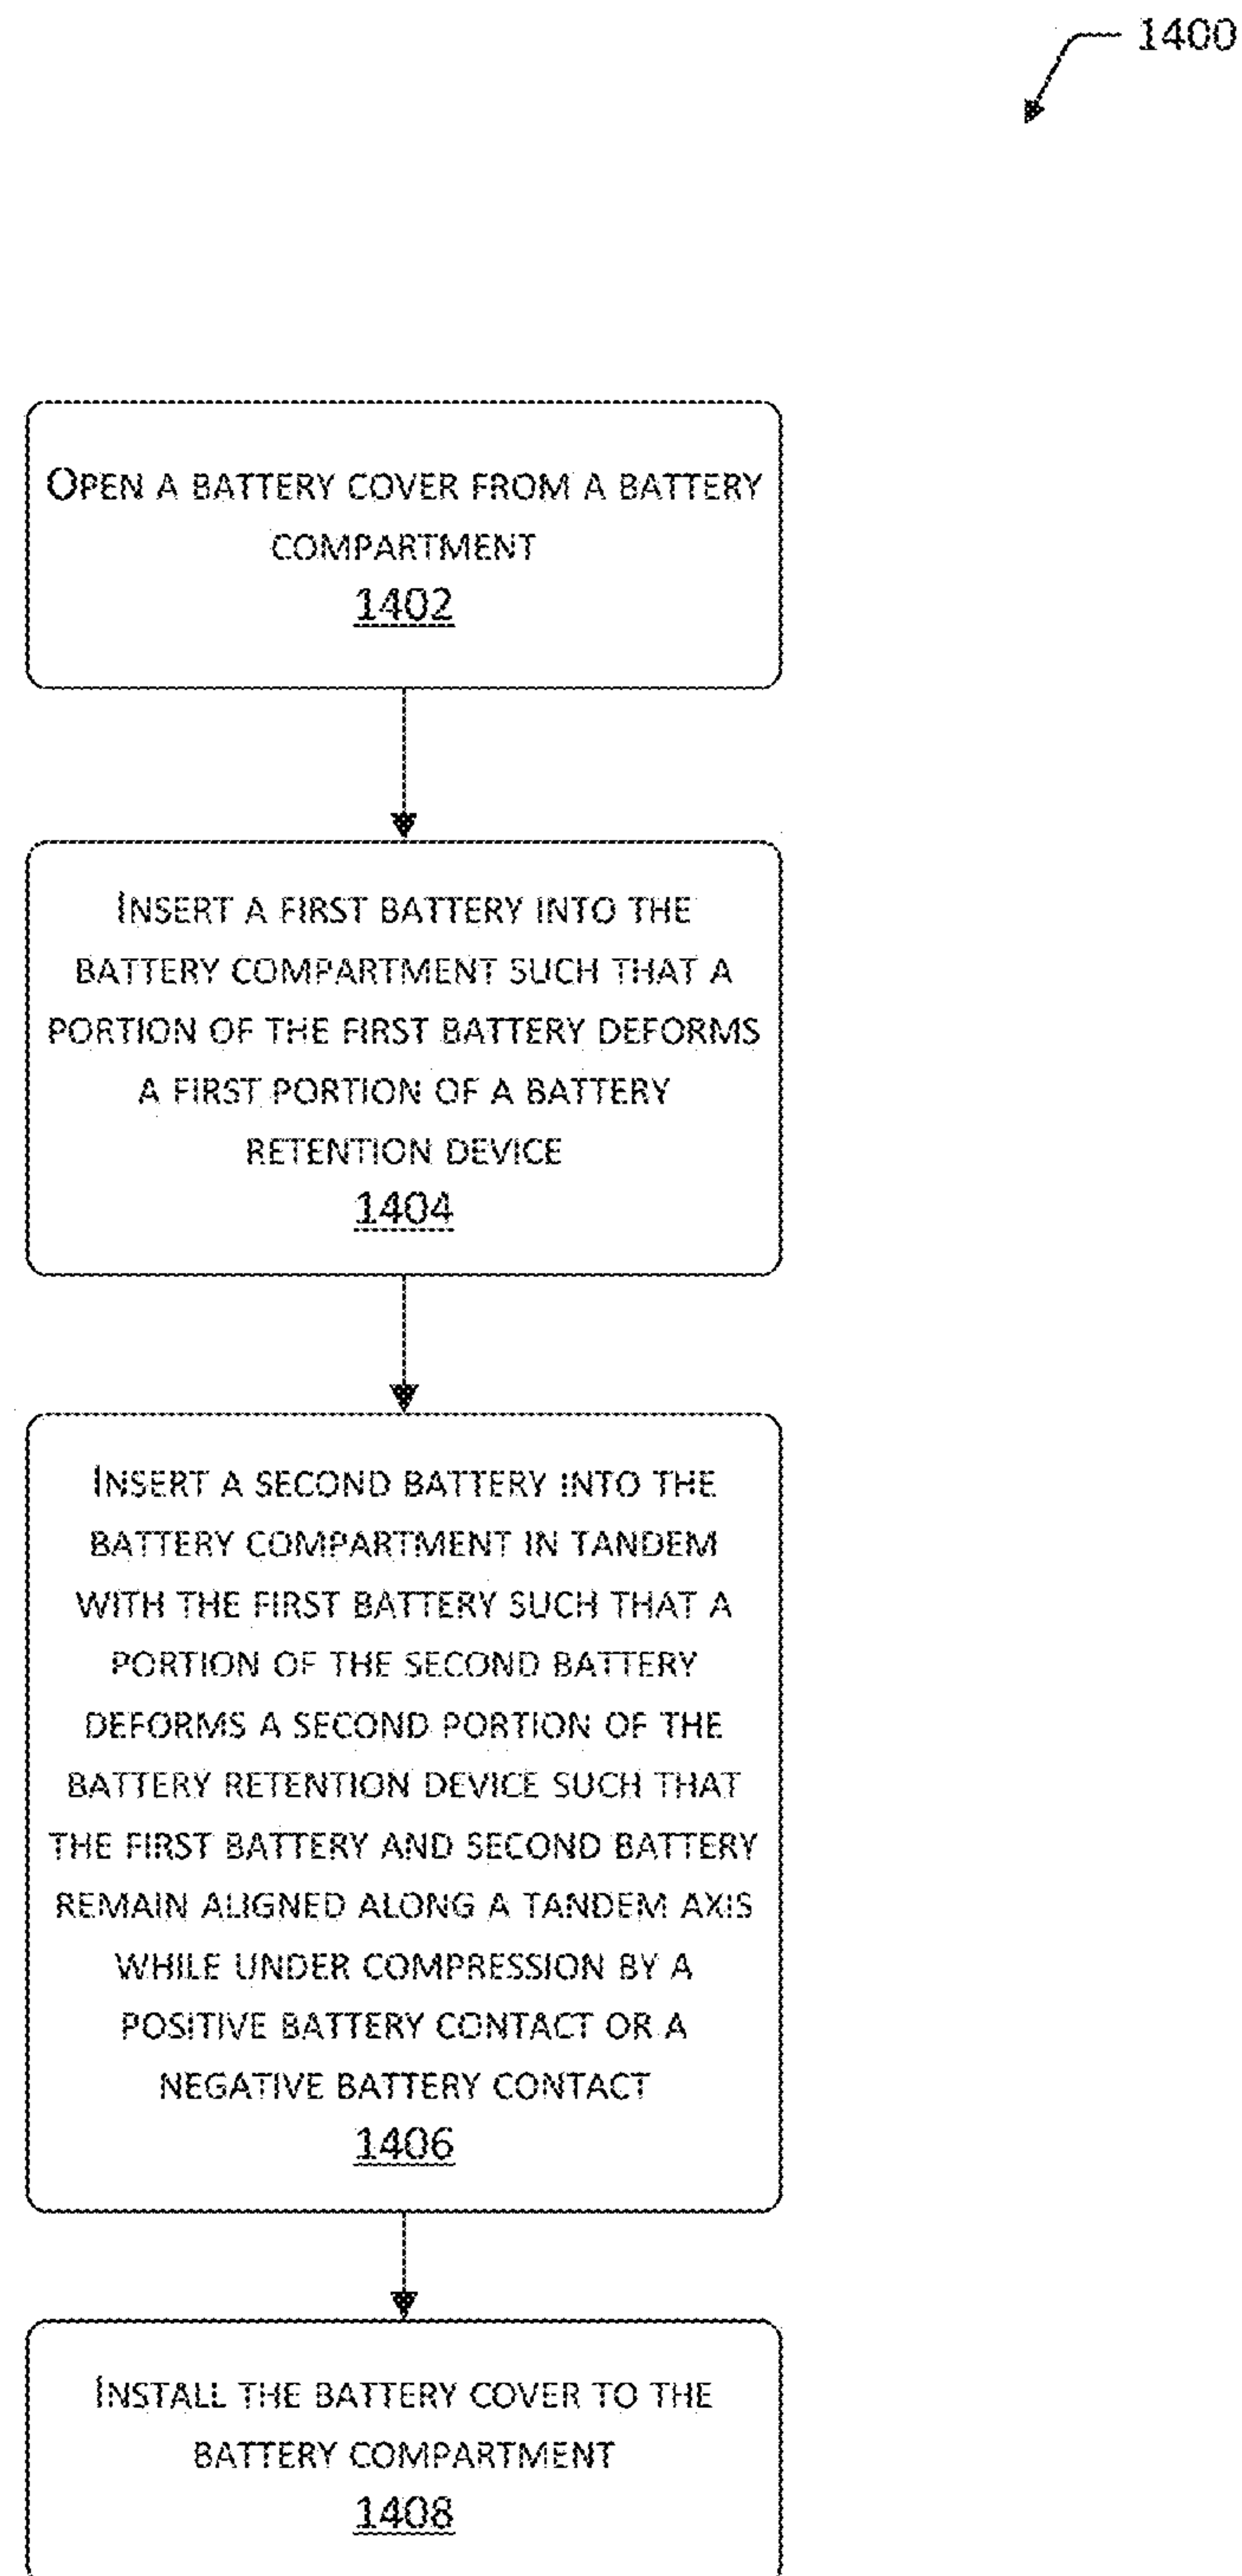 1400
OPEN A BATTERY COVER FROM A BATTERY
COMPARTMENT
1402
INSERT A FIRST BATTERY INTO THE
BATTERY COMPARTMENT SUCH THAT A
PORTION OF THE FIRST BATTERY DEFORMS
A FIRST PORTION OF A BATTERY
RETENTION DEVICE
1404
INSERT A SECOND BATTERY INTO THE
BATTERY COMPARTMENT IN TANDEM
WITH THE FIRST BATTERY SUCH THAT A
PORTION OF THE SECOND BATTERY
DEFORMS A SECOND PORTION OF THE
BATTERY RETENTION DEVICE SUCH THAT
THE FIRST BATTERY AND SECOND BATTERY
REMAIN ALIGNED ALONG A TANDEM AXIS
WHILE UNDER COMPRESSION BY A
POSITIVE BATTERY CONTACT OR A
NEGATIVE BATTERY CONTACT
1406
INSTALL THE BATTERY COVER TO THE
BATTERY COMPARTMENT
1408